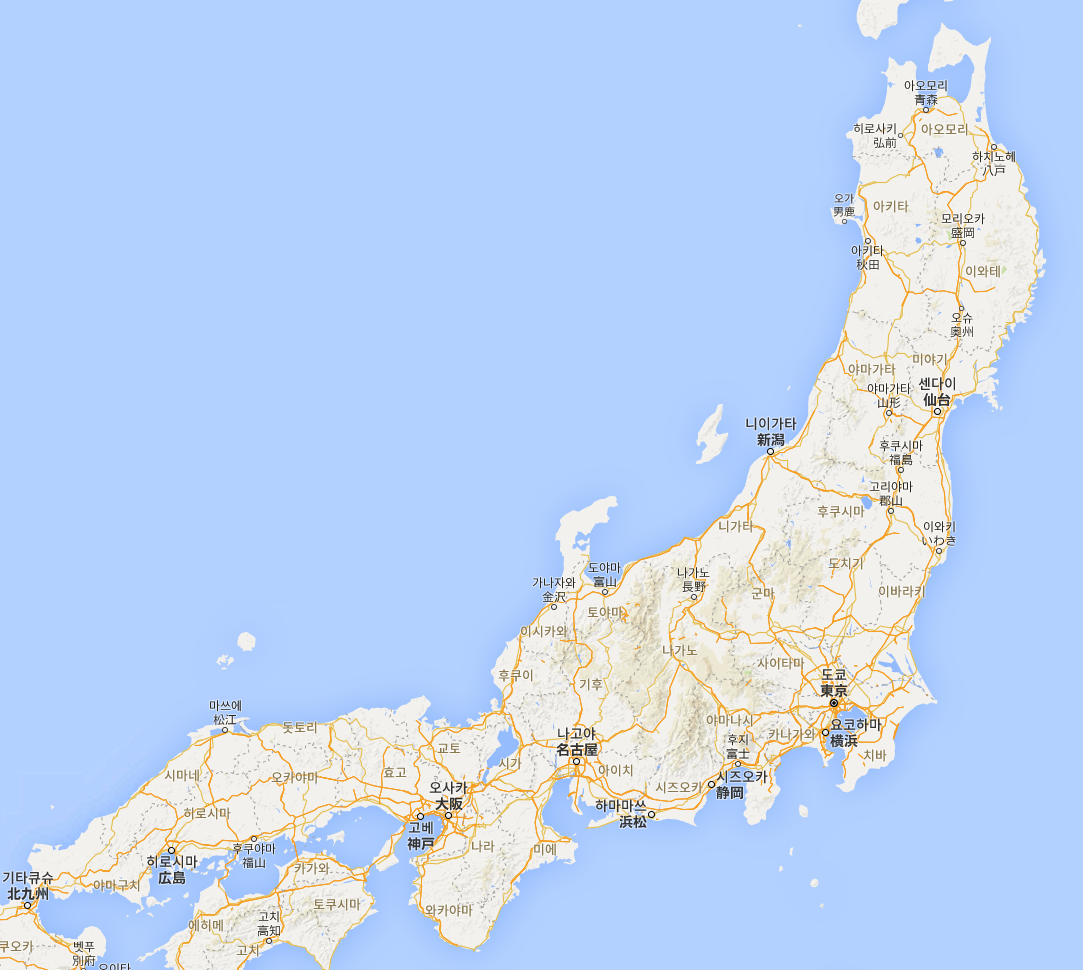 아오모리
青森
히로사키
弘前
아오모리
하치노헤
八戸
오가
男鹿
아키타
모리오카
盛岡
아키타
秋田
이와테
오슈
奥州
미야기
야마가타
야마가타
山形
센다이
仙台
니이가타
新潟
후쿠시마
福島
고리야마
郡山
후쿠시마
니가타
이와키
いわき
도치기
이바라키
군마
나가노
長野
도야마
富山
가나자와
金沢
토야마
이시카와
나가노
사이타마
후쿠이
기후
도쿄
東京
마쓰에
松江
돗토리
야마나시
카나가와
요코하마
横浜
치바
나고야
名古屋
후지
富士
교토
시가
아이치
시즈오카
시즈오카
静岡
시마네
오카야마
효고
오사카
大阪
하마마쓰
浜松
히로시마
고베
神戸
나라
미에
후쿠야마
福山
히로시마
広島
카가와
기타큐슈
北九州
야마구치
토쿠시마
와카야마
에히메
고치
高知
고치
쿠오카
벳푸
別府
오이타